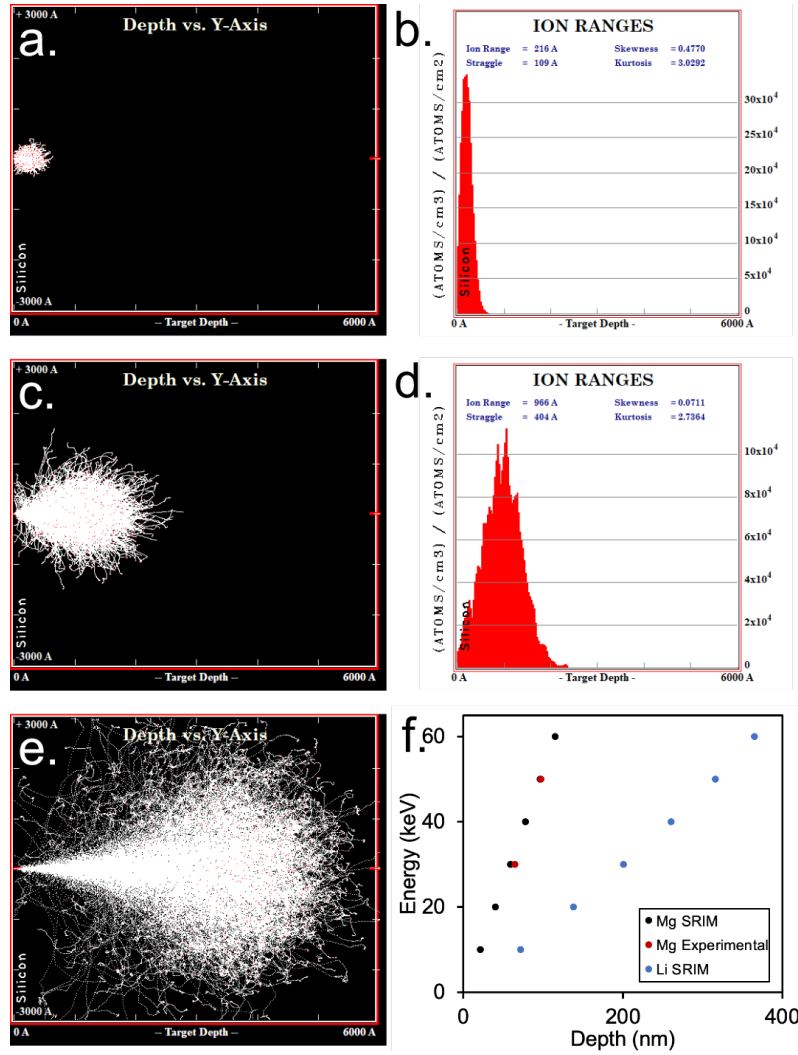 a.
+ 3000 A
Depth vs. Y-Axis
Silicon
-3000 A
0 A
-- Target Depth --
6000 A
b.
ION RANGES
Ion Range = 216 A Skewness = 0.4770
Straggle = 109 A Kurtosis = 3.0292
(ATOMS/cm3) / (ATOMS/cm2)
30x10⁴
25x10⁴
20x10⁴
15x10⁴
10x10⁴
5x10⁴
0
Silicon
0 A
- Target Depth -
6000 A
c.
+ 3000 A
Depth vs. Y-Axis
Silicon
-3000 A
0 A
-- Target Depth --
6000 A
d.
ION RANGES
Ion Range = 966 A Skewness = 0.0711
Straggle = 404 A Kurtosis = 2.7364
(ATOMS/cm3) / (ATOMS/cm2)
10x10⁴
8x10⁴
6x10⁴
4x10⁴
2x10⁴
0
Silicon
0 A
- Target Depth -
6000 A
e.
+ 3000 A
Depth vs. Y-Axis
Silicon
-3000 A
0 A
-- Target Depth --
6000 A
f.
Energy (keV)
60
40
20
0
Mg SRIM
Mg Experimental
Li SRIM
0
200
400
Depth (nm)